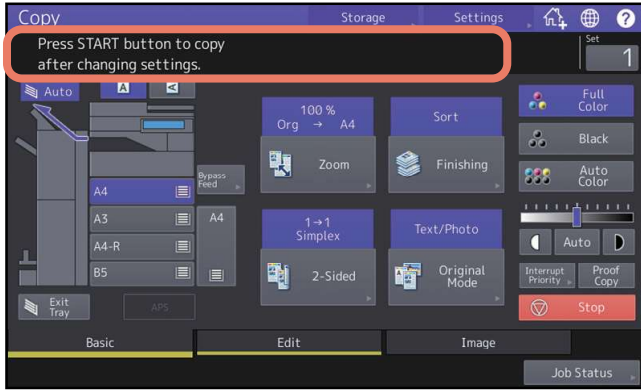 Copy
Storage
Settings
?
Press START button to copy
after changing settings.
Set
1
Auto
A
A
100 %
Org → A4
Zoom
Sort
Finishing
Full
Color
Black
Auto
Color
Bypass
Feed
A4
A3
A4-R
B5
A4
1→1
Simplex
2-Sided
Text/Photo
Original
Mode
Auto
Interrupt
Priority
Proof
Copy
Exit
Tray
APS
Stop
Basic
Edit
Image
Job Status